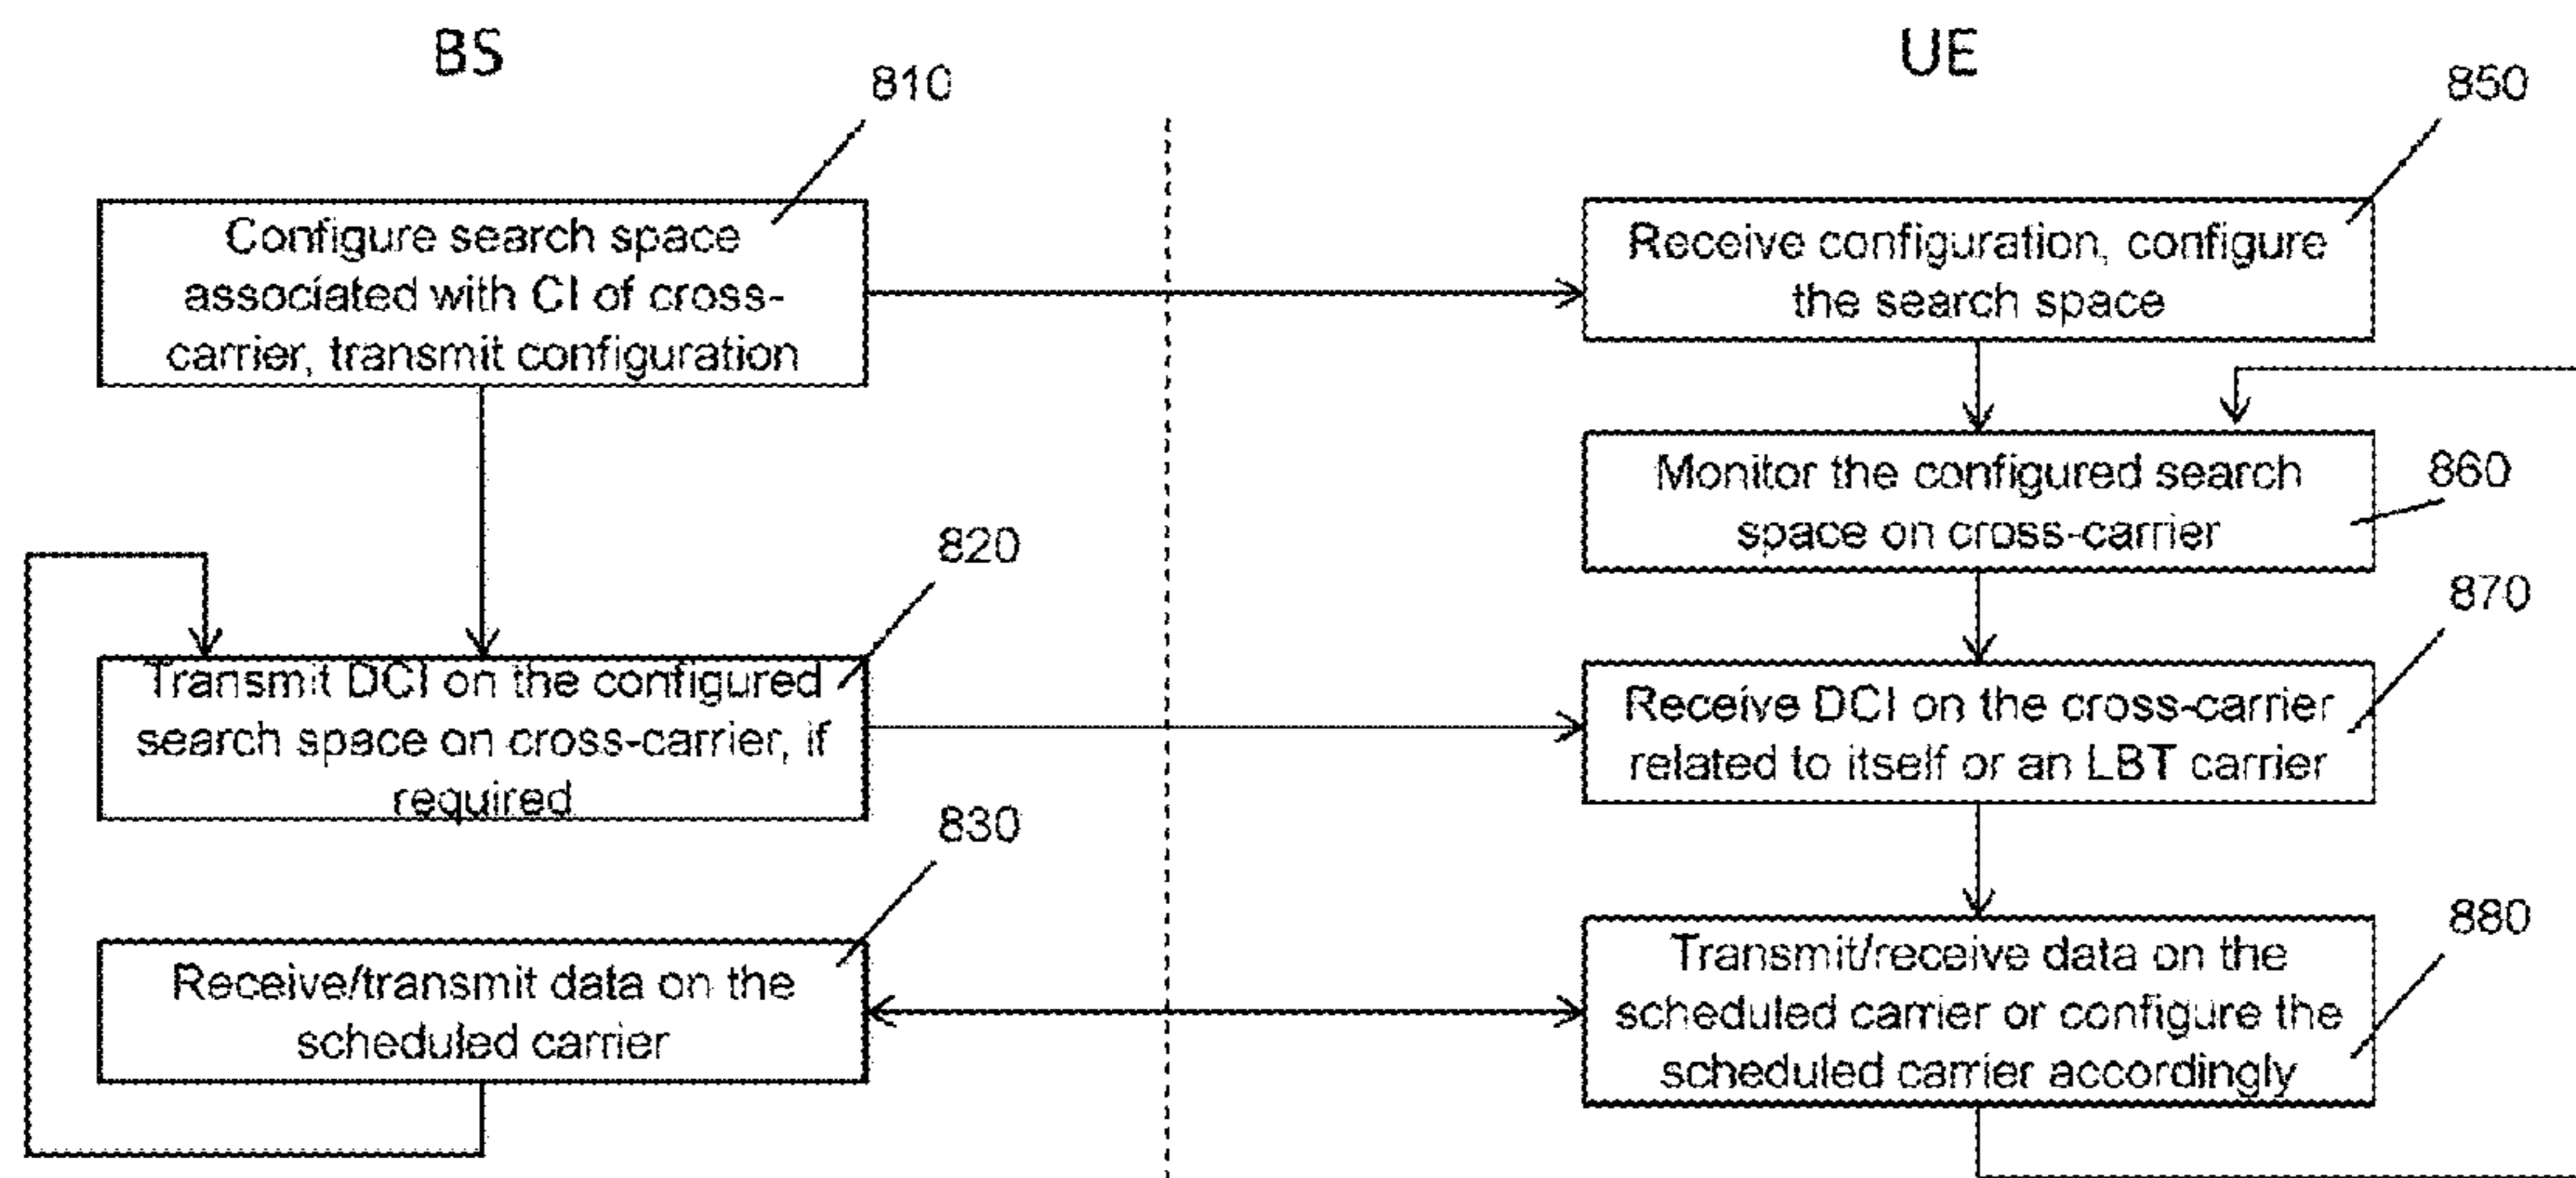 BS
UE
810
850
Configure search space
associated with CI of cross-
carrier, transmit configuration
Receive configuration, configure
the search space
860
Monitor the configured search
space on cross-carrier
820
870
Transmit DCI on the configured
search space on cross-carrier, if
required
Receive DCI on the cross-carrier
related to itself or an LBT carrier
830
880
Receive/transmit data on the
scheduled carrier
Transmit/receive data on the
scheduled carrier or configure the
scheduled carrier accordingly